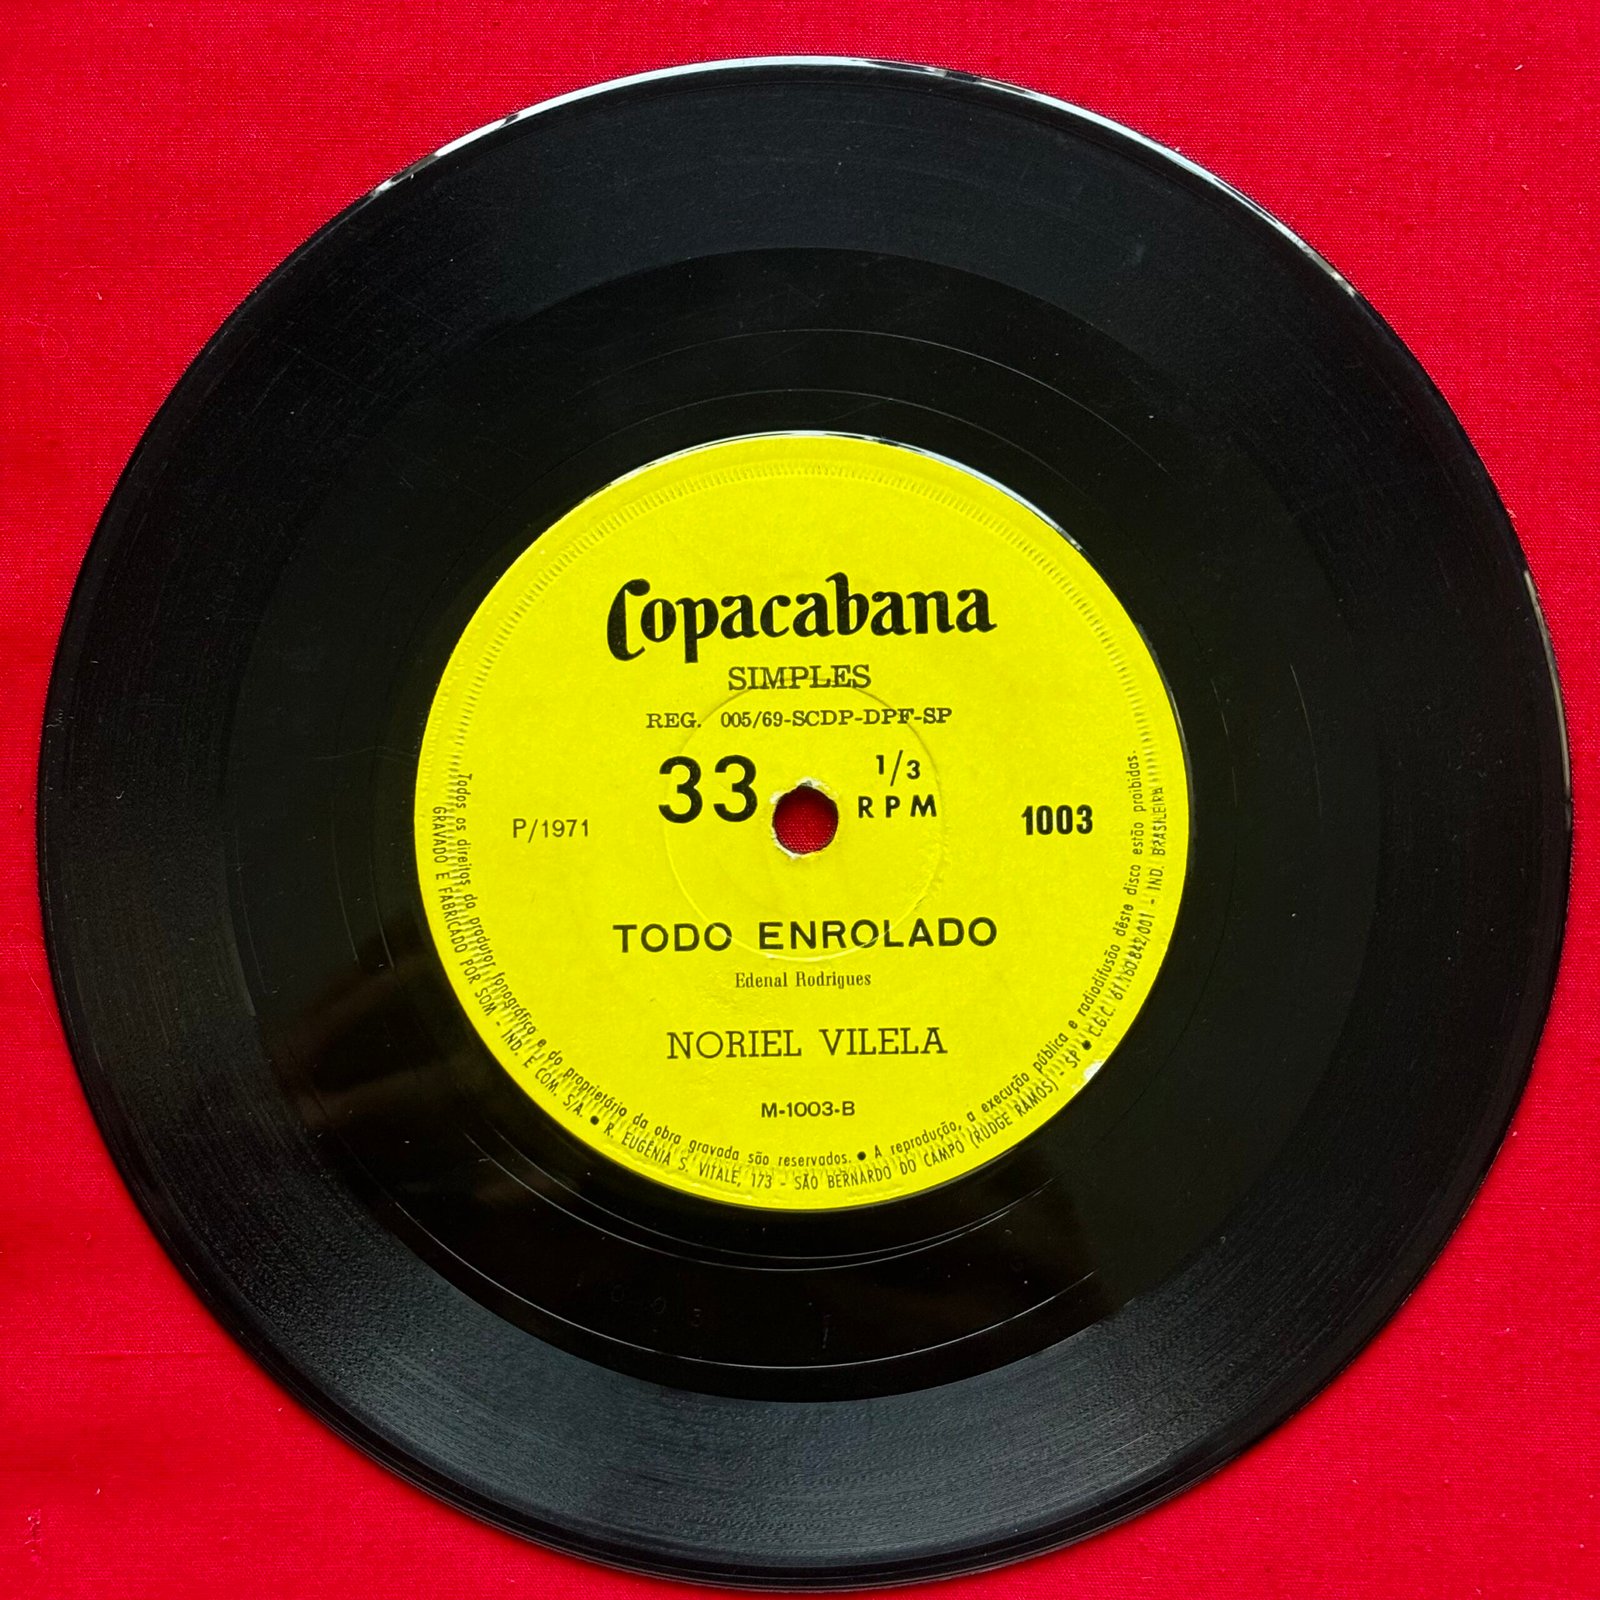 Copacabana
SIMPLES
REG. 005/69-SCDP-DPF-SP
33 1/3 RPM
P/1971
1003
TODO ENROLADO
Edenal Rodrigues
NORIEL VILELA
M-1003-B
Todos os direitos do produtor fonográfico e do proprietário da obra gravada são reservados. ● A reprodução, a execução pública e radiodifusão dêste disco estão proibidas.
GRAVADO E FABRICADO POR SOM - IND. E COM. S/A. ● R. EUGÊNIA S. VITALE, 173 - SÃO BERNARDO DO CAMPO (RUDGE RAMOS) - SP ● C.G.C. 61.160.842/001 - IND. BRASILEIRA